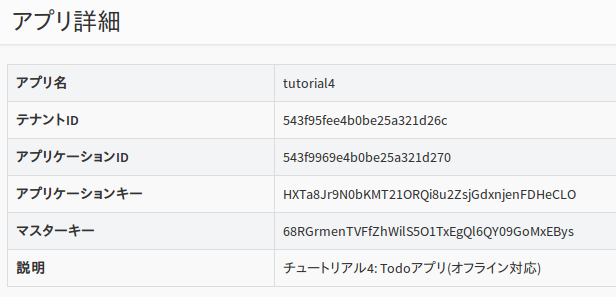 アプリ詳細
アプリ名 tutorial4
テナントID 543f95fee4b0be25a321d26c
アプリケーションID 543f9969e4b0be25a321d270
アプリケーションキー HXTa8Jr9N0bKMT21ORQi8u2ZsjGdxnjenFDHeCLO
マスターキー 68RGrmenTVFfZhWilS5O1TxEgQl6QY09GoMxEBys
説明 チュートリアル4: Todoアプリ(オフライン対応)